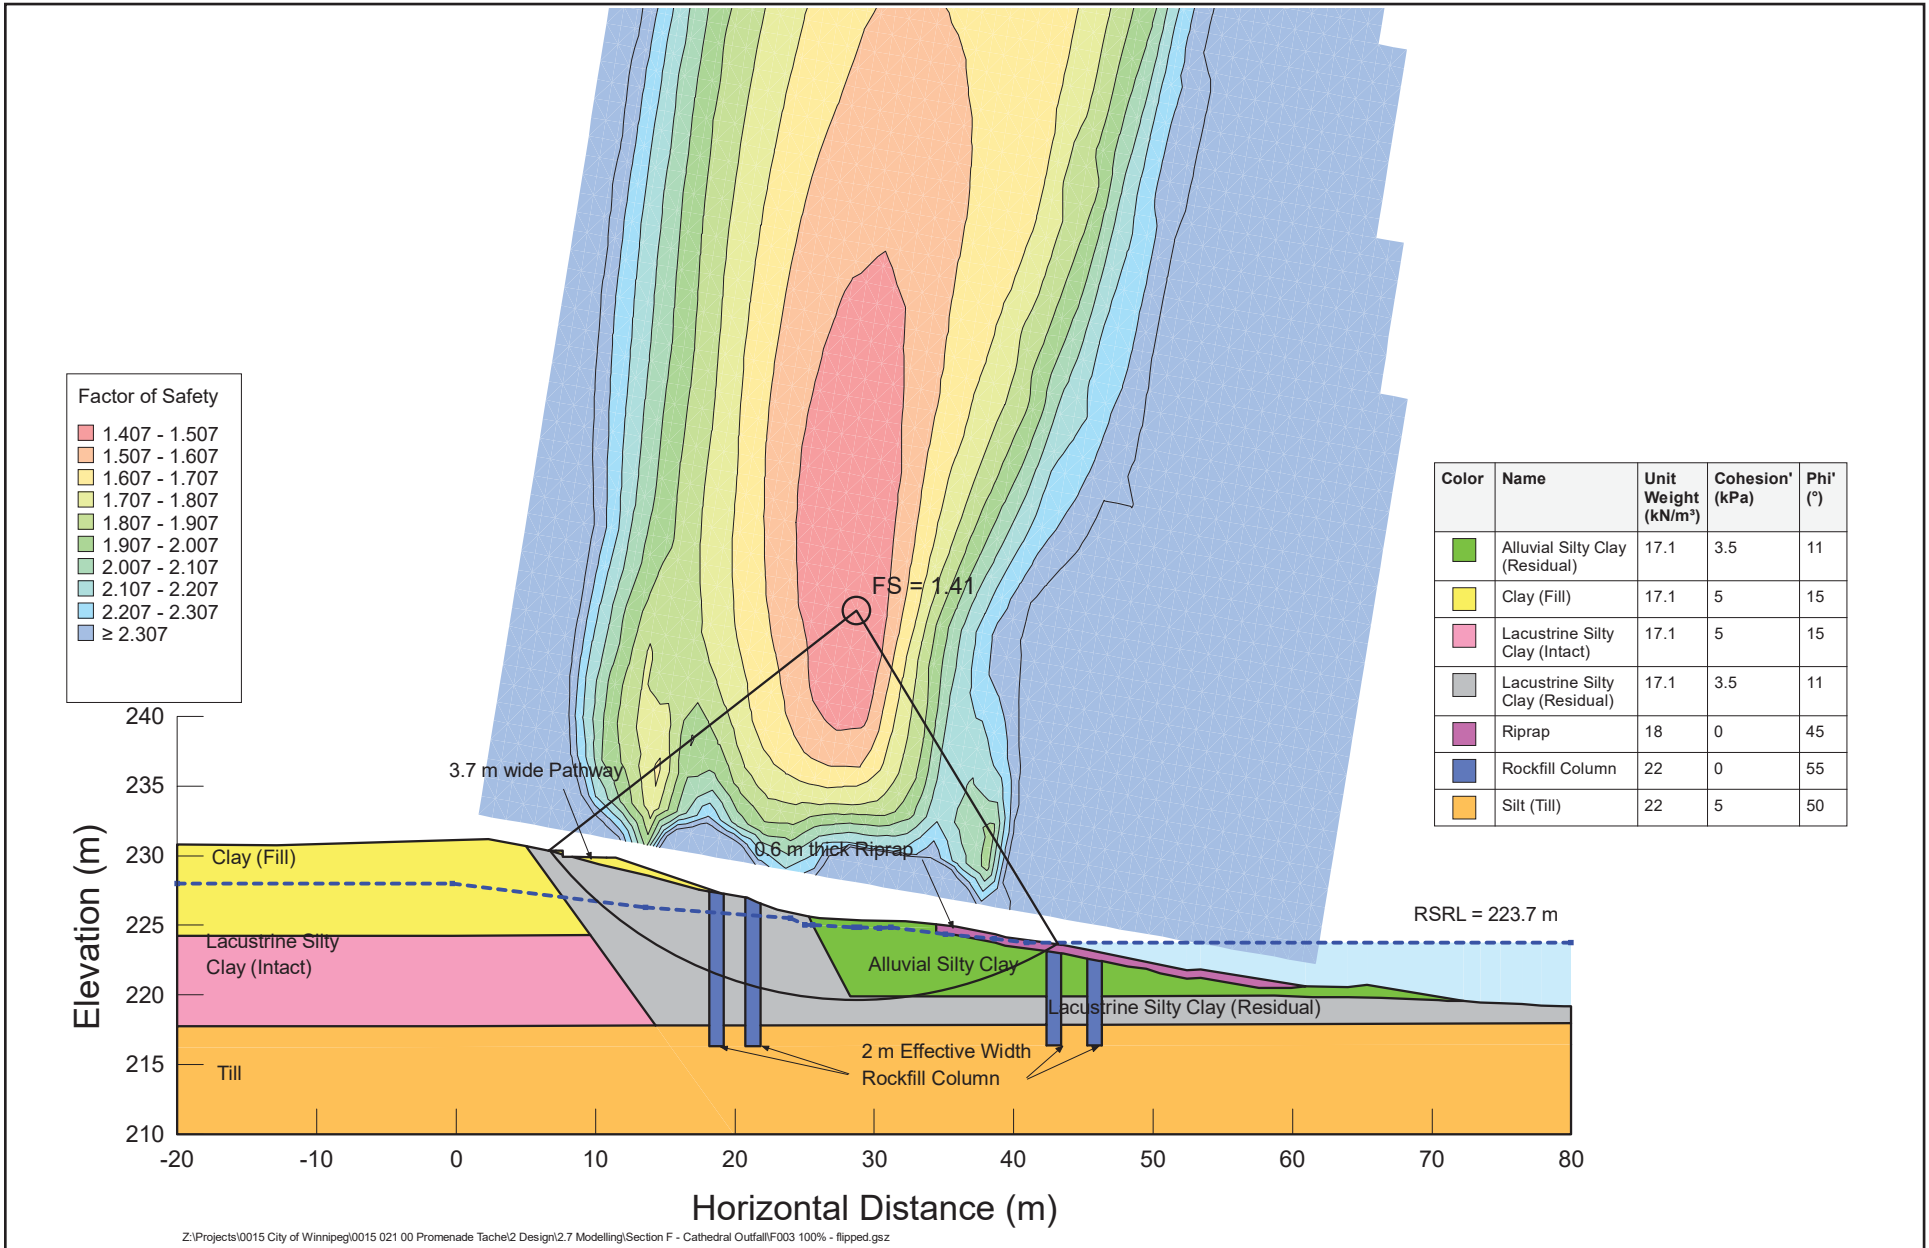 FS = 1.41
Factor of Safety
1.407 - 1.507
1.507 - 1.607
1.607 - 1.707
1.707 - 1.807
1.807 - 1.907
1.907 - 2.007
2.007 - 2.107
2.107 - 2.207
2.207 - 2.307
≥ 2.307
Color Name Unit Weight (kN/m³) Cohesion' (kPa) Phi' (°)
Alluvial Silty Clay (Residual) 17.1 3.5 11
Clay (Fill) 17.1 5 15
Lacustrine Silty Clay (Intact) 17.1 5 15
Lacustrine Silty Clay (Residual) 17.1 3.5 11
Riprap 18 0 45
Rockfill Column 22 0 55
Silt (Till) 22 5 50
240
235
230
225
220
215
210
Elevation (m)
3.7 m wide Pathway
0.6 m thick Riprap
RSRL = 223.7 m
Clay (Fill)
Lacustrine Silty
Clay (Intact)
Alluvial Silty Clay
Lacustrine Silty Clay (Residual)
2 m Effective Width
Rockfill Column
Till
-20 -10 0 10 20 30 40 50 60 70 80
Horizontal Distance (m)
Z:\Projects\0015 City of Winnipeg\0015 021 00 Promenade Tache\2 Design\2.7 Modelling\Section F - Cathedral Outfall\F003 100% - flipped.gsz